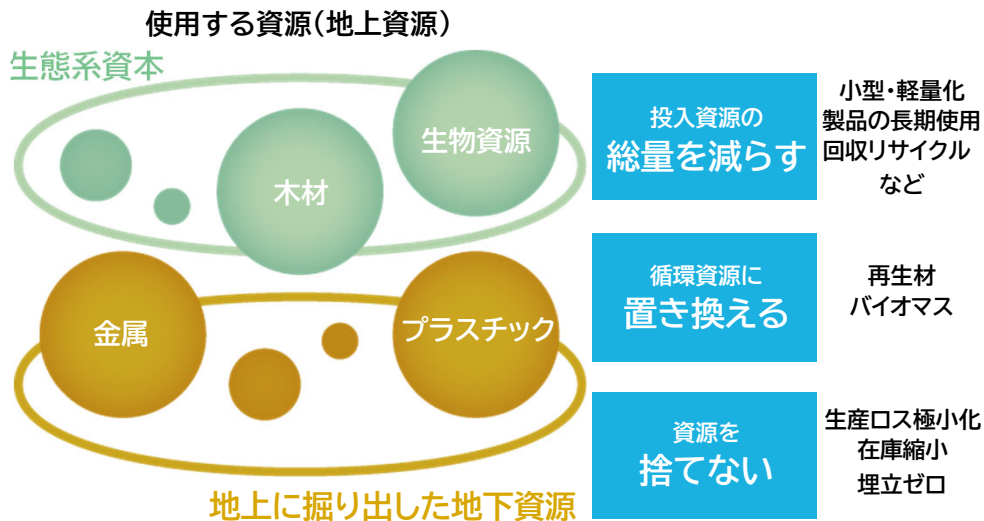 使用する資源（地上資源）
生態系資本
生物資源
木材
金属
プラスチック
地上に掘り出した地下資源
投入資源の
総量を減らす
小型・軽量化
製品の長期使用
回収リサイクル
など
循環資源に
置き換える
再生材
バイオマス
資源を
捨てない
生産ロス極小化
在庫縮小
埋立ゼロ